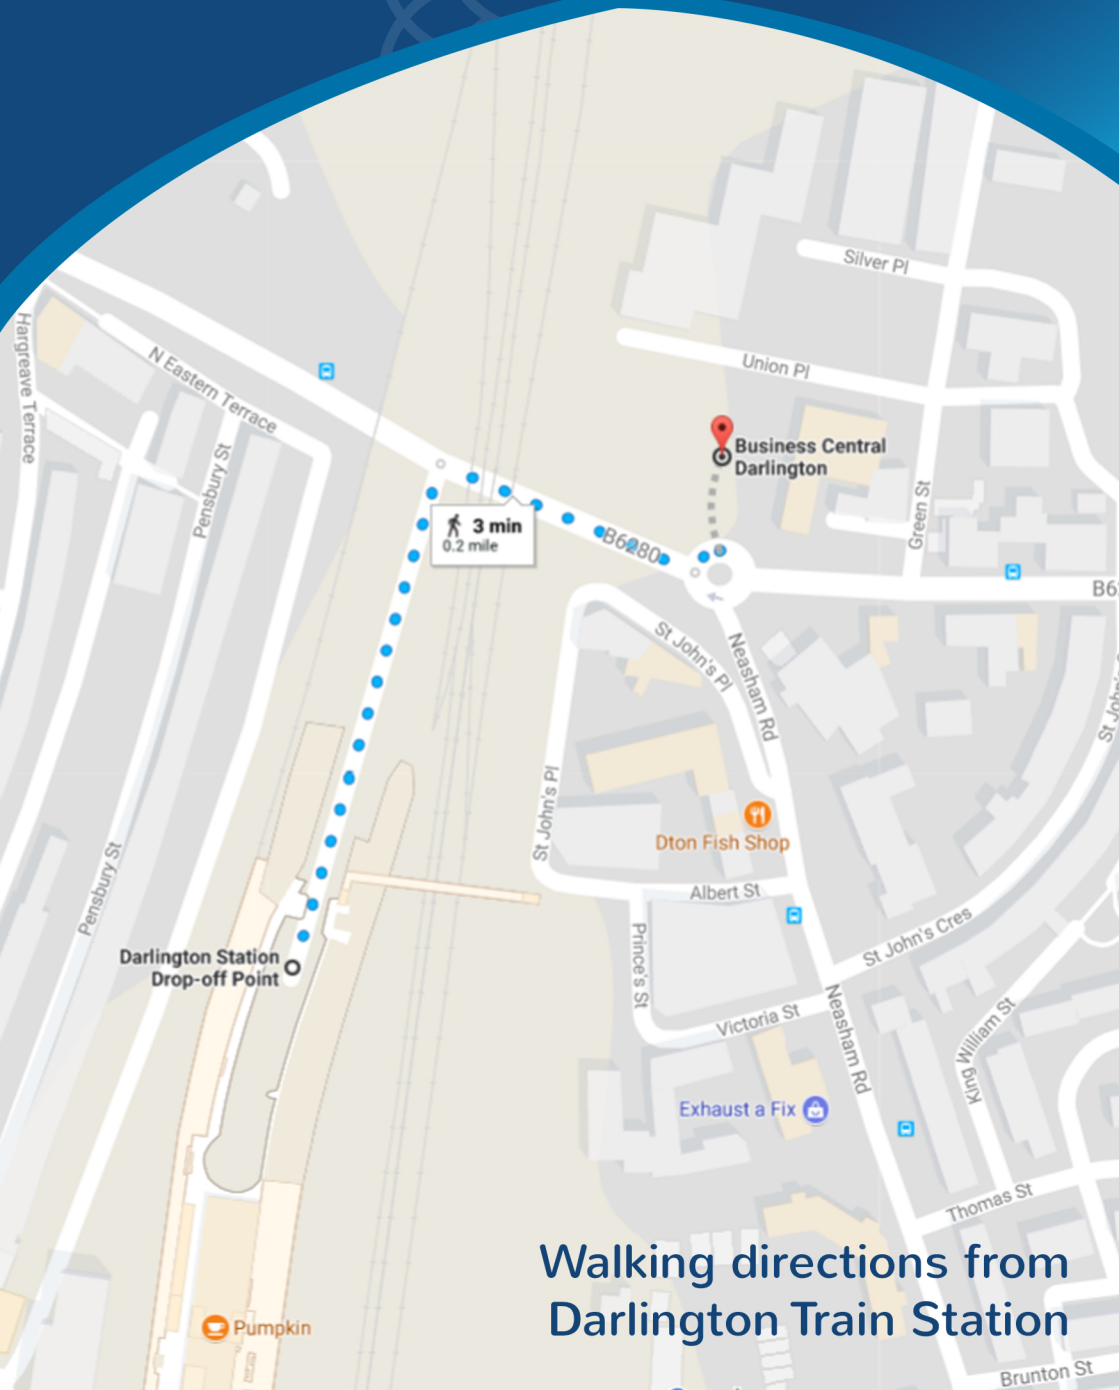 Silver Pl
Hargreave Terrace
N Eastern Terrace
Union Pl
Pensbury St
Business Central
Darlington
Green St
3 min
0.2 mile
B6280
St John's Pl
Neasham Rd
St John's Pl
Dton Fish Shop
Pensbury St
Albert St
St John's Cres
Darlington Station
Drop-off Point
Prince's St
Victoria St
Neasham Rd
King William St
Exhaust a Fix
Thomas St
Walking directions from
Darlington Train Station
Pumpkin
Brunton St